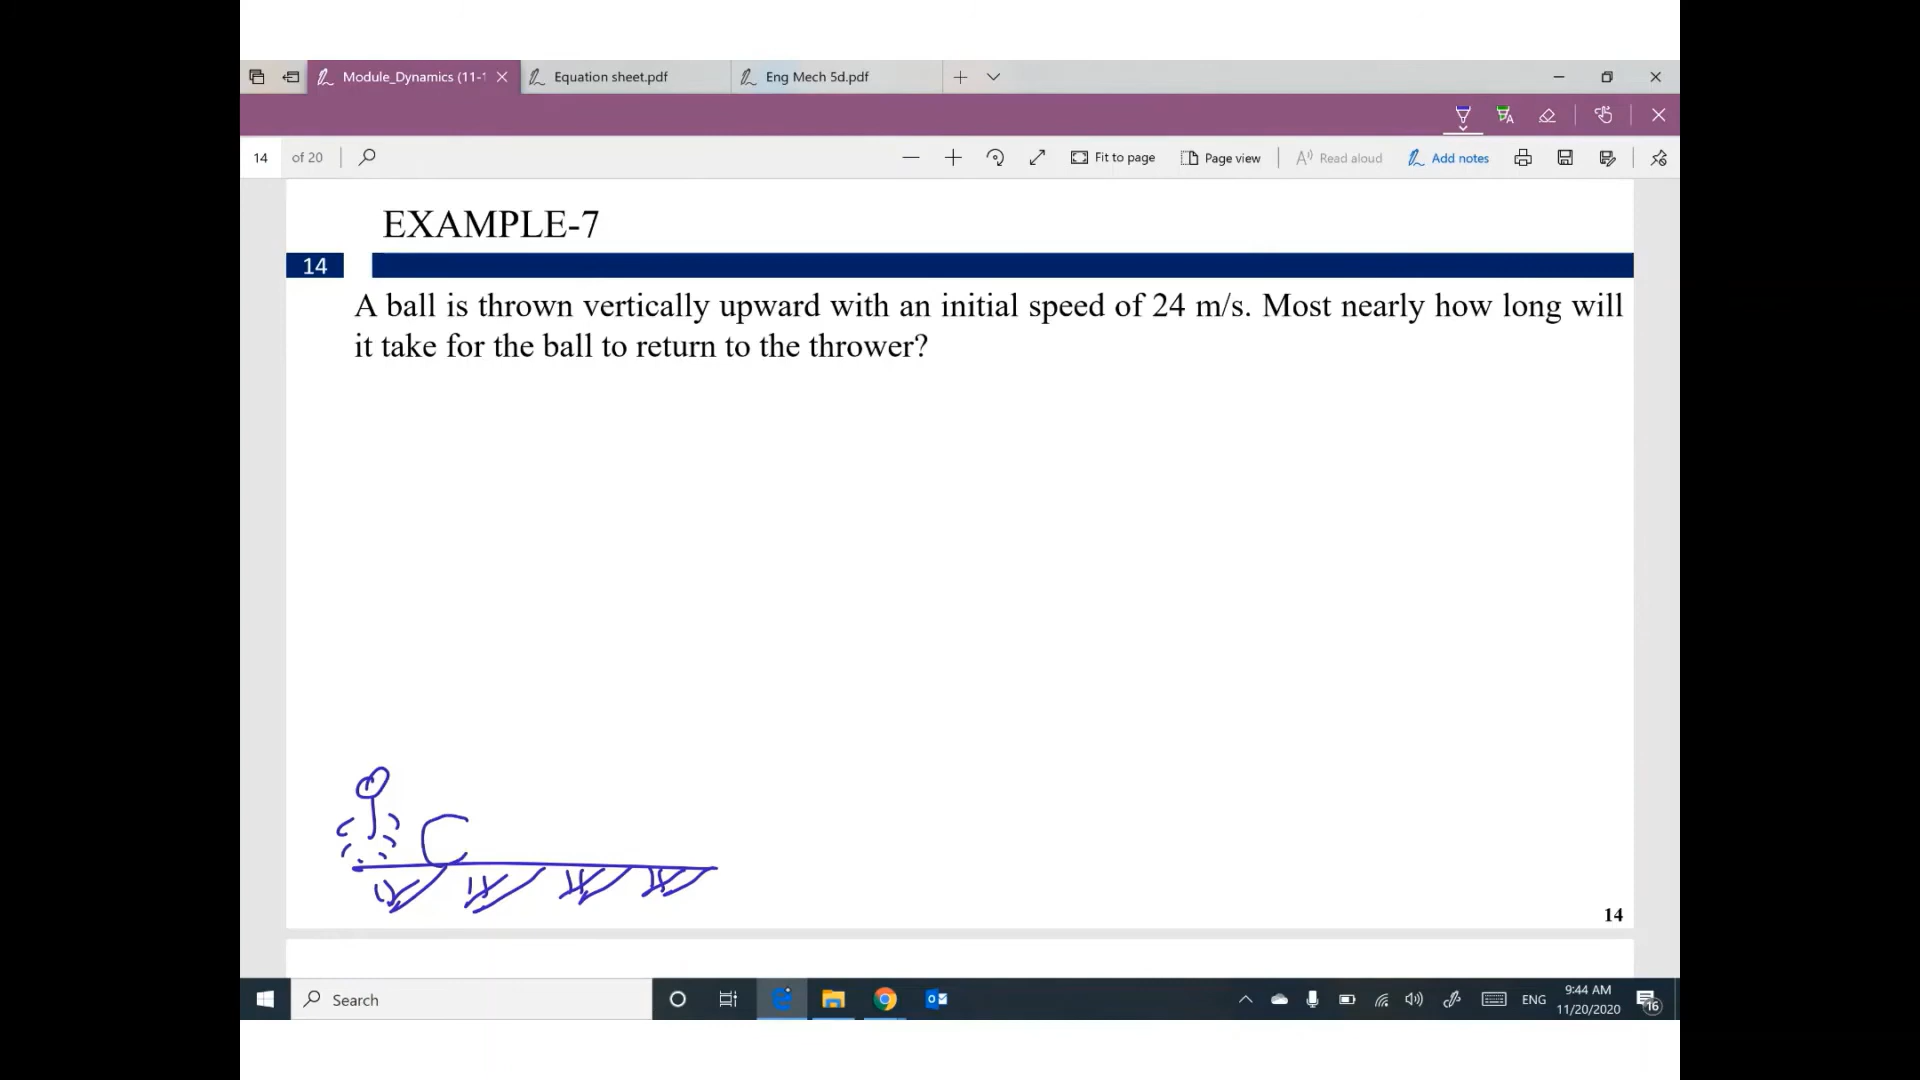 Module_Dynamics (11-1
Equation sheet.pdf
Eng Mech 5d.pdf
14 of 20
Fit to page
Page view
Read aloud
Add notes
EXAMPLE-7
14
A ball is thrown vertically upward with an initial speed of 24 m/s. Most nearly how long will
it take for the ball to return to the thrower?
C
14
Search
ENG
9:44 AM
11/20/2020
16